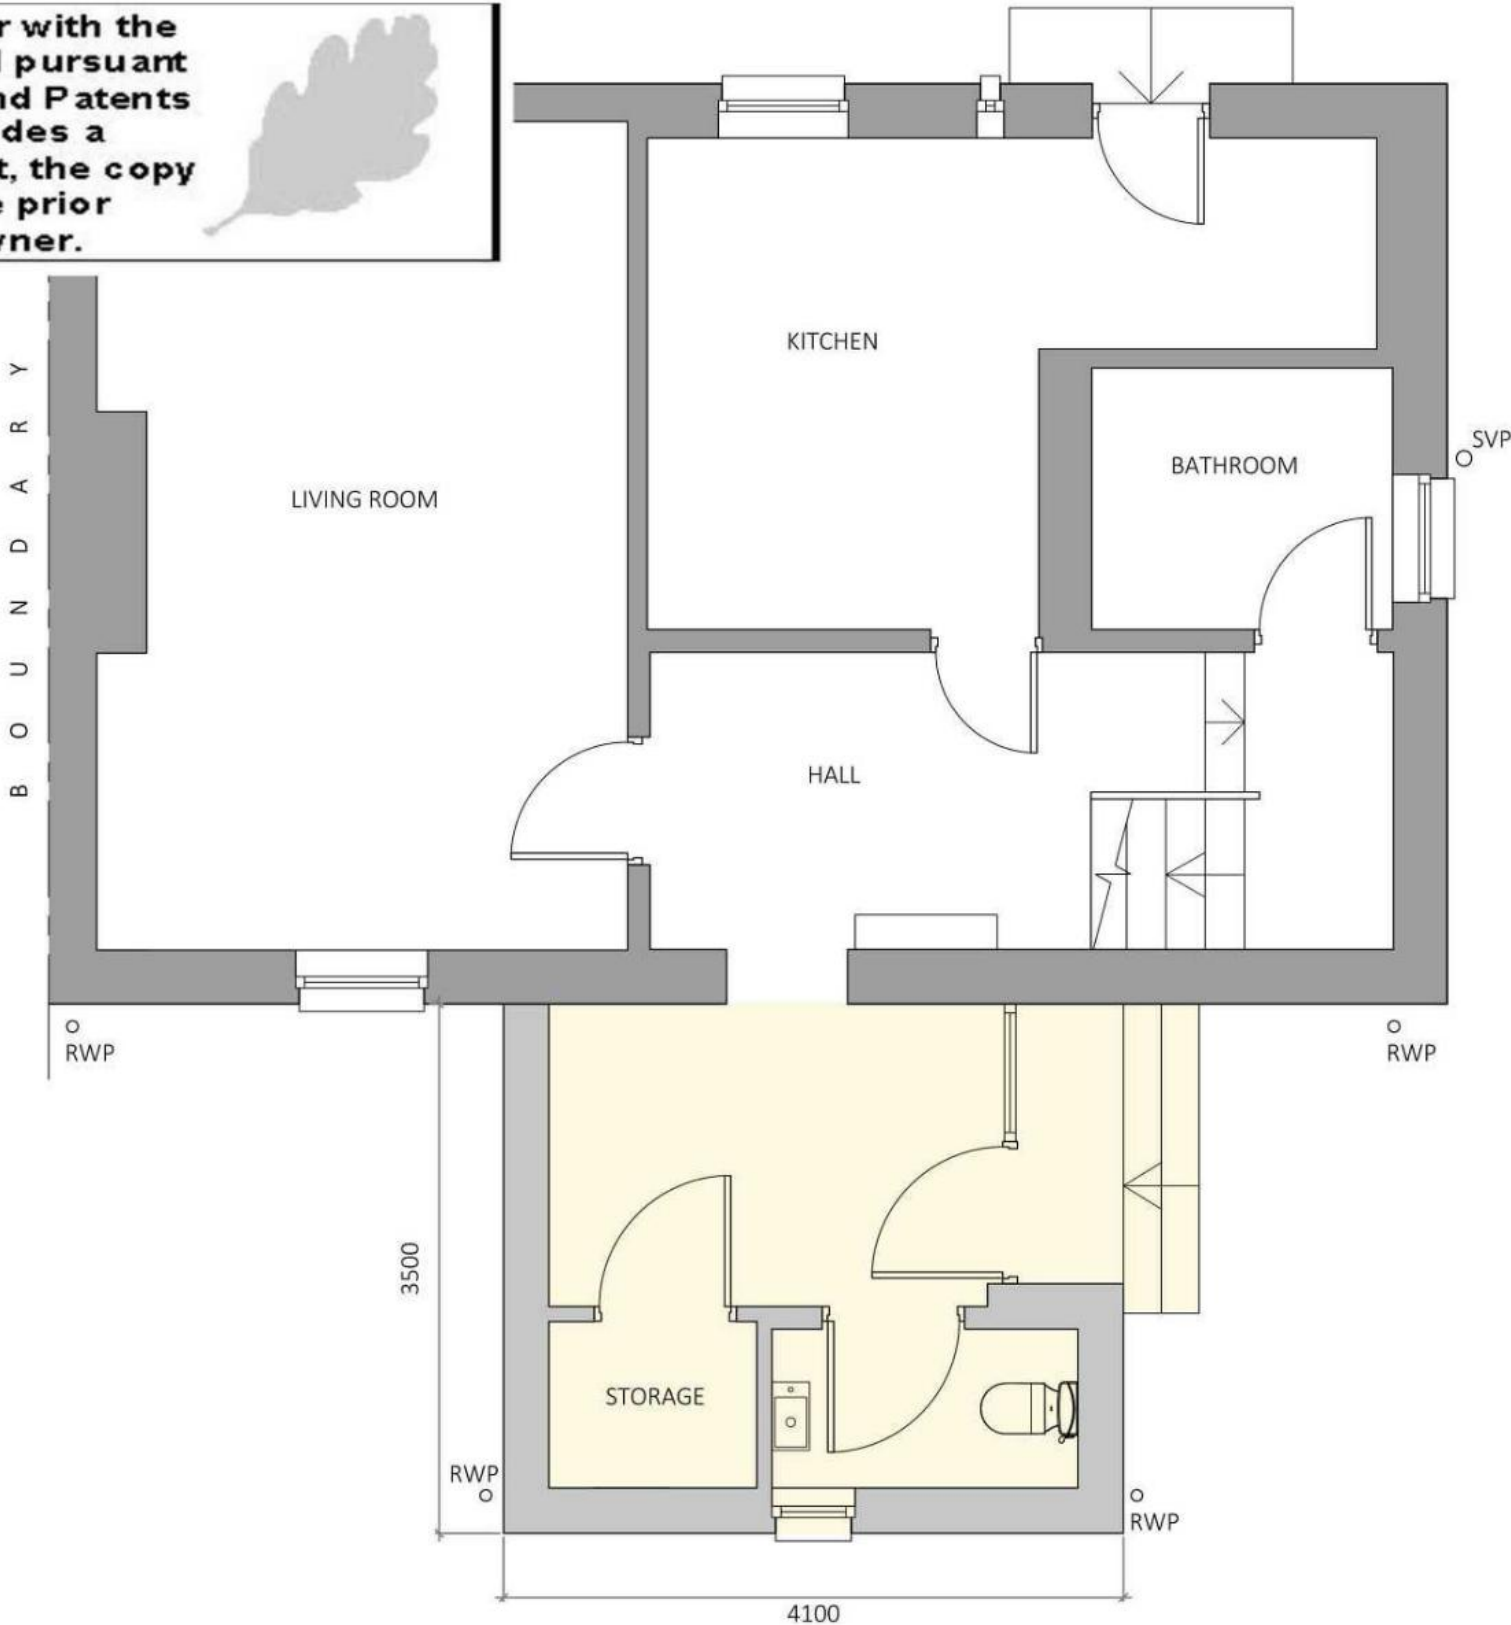 r with the
pursuant
nd Patents
des a
t, the copy
e prior
vner.
KITCHEN
SVP
BATHROOM
LIVING ROOM
BOUNDARY
HALL
RWP
RWP
3500
STORAGE
RWP
RWP
4100